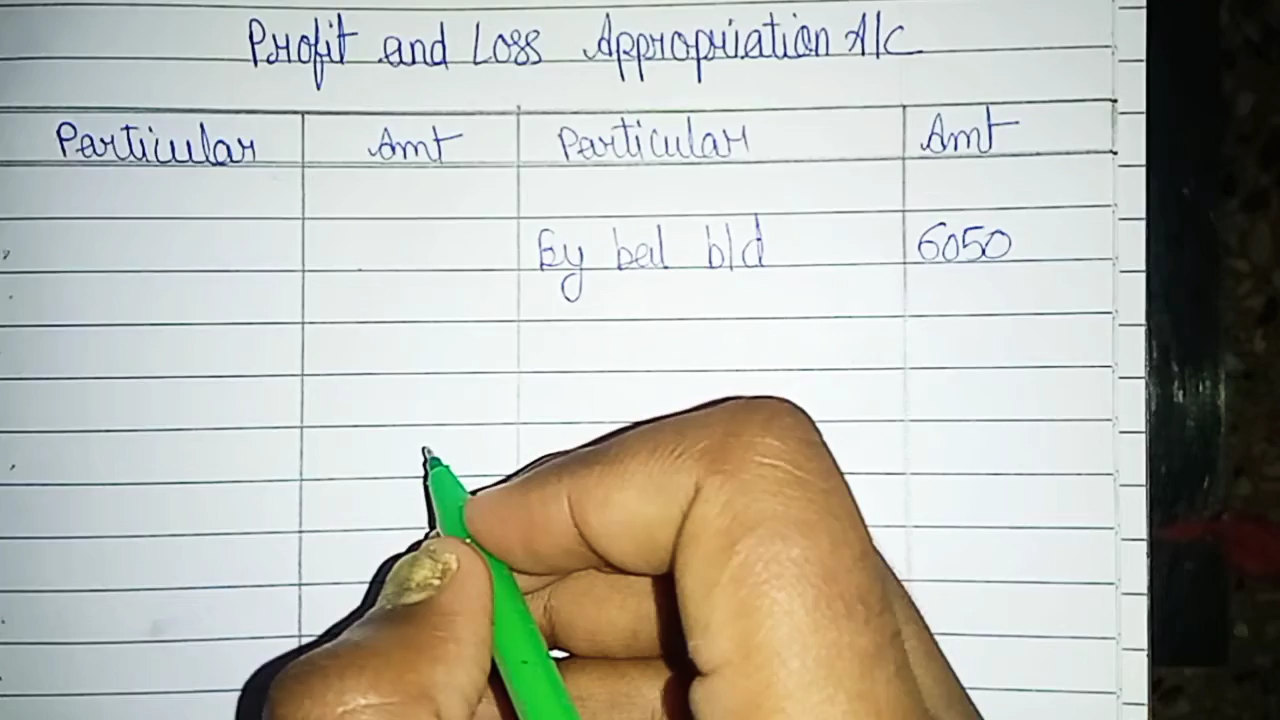 Profit and Loss Appropriation A/c
Particular Amt Particular Amt
By bal b/d 6050